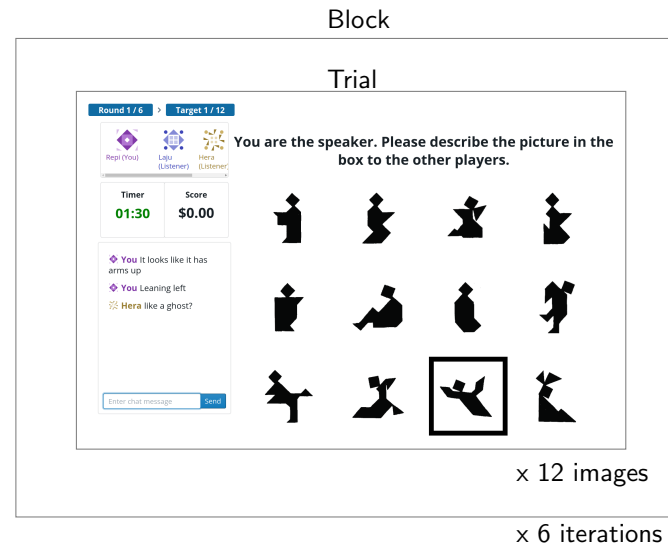 Block
Trial
Round 1 / 6 > Target 1 / 12
Repi (You)
Laju (Listener)
Hera (Listener)
You are the speaker. Please describe the picture in the
box to the other players.
Timer
Score
01:30
$0.00
You It looks like it has
arms up
You Leaning left
Hera like a ghost?
Enter chat message
Send
x 12 images
x 6 iterations